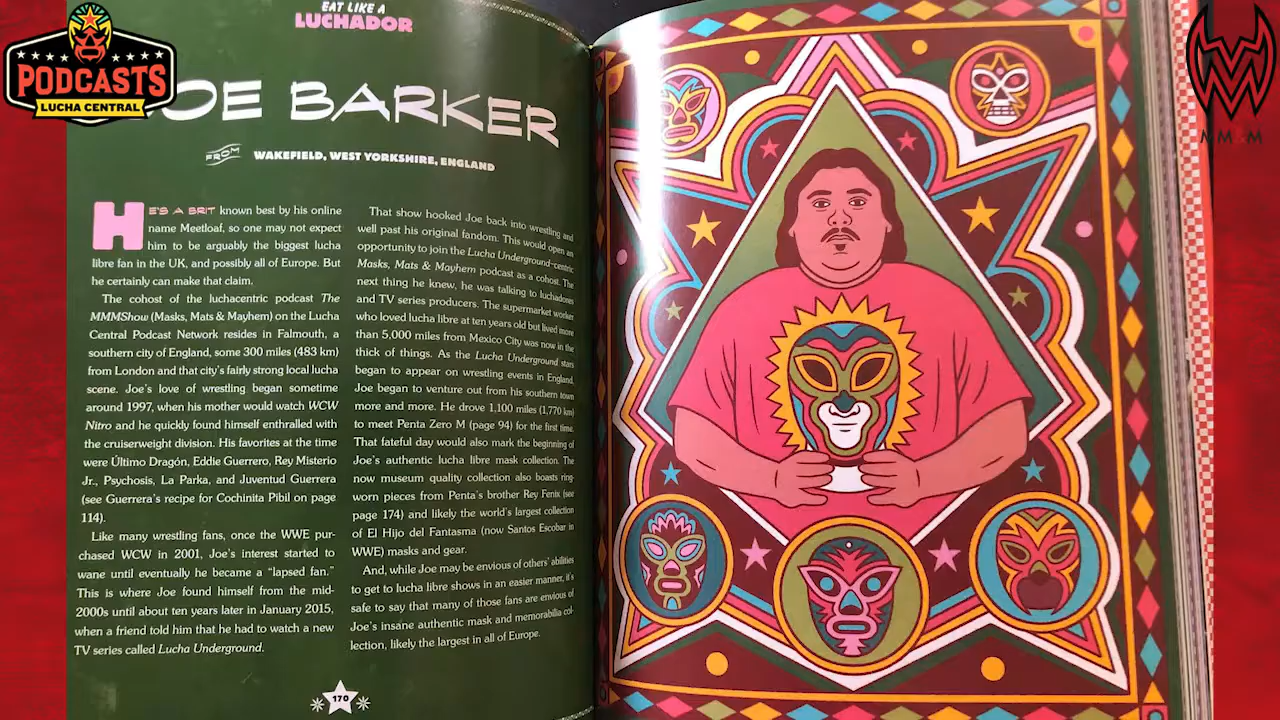 PODCASTS
LUCHA CENTRAL
MM&M
EAT LIKE A
LUCHADOR
JOE BARKER
FROM
WAKEFIELD, WEST YORKSHIRE, ENGLAND
HE'S A BRIT known best by his online
name Meetloaf, so one may not expect
him to be arguably the biggest lucha
libre fan in the UK, and possibly all of Europe. But
he certainly can make that claim.
The cohost of the luchacentric podcast The
MMMShow (Masks, Mats & Mayhem) on the Lucha
Central Podcast Network resides in Falmouth, a
southern city of England, some 300 miles (483 km)
from London and that city's fairly strong local lucha
scene. Joe's love of wrestling began sometime
around 1997, when his mother would watch WCW
Nitro and he quickly found himself enthralled with
the cruiserweight division. His favorites at the time
were Último Dragón, Eddie Guerrero, Rey Misterio
Jr., Psychosis, La Parka, and Juventud Guerrera
(see Guerrera's recipe for Cochinita Pibil on page
114).
Like many wrestling fans, once the WWE pur-
chased WCW in 2001, Joe's interest started to
wane until eventually he became a “lapsed fan.”
This is where Joe found himself from the mid-
2000s until about ten years later in January 2015,
when a friend told him that he had to watch a new
TV series called Lucha Underground.
That show hooked Joe back into wrestling and
well past his original fandom. This would open an
opportunity to join the Lucha Underground-centric
Masks, Mats & Mayhem podcast as a cohost. The
next thing he knew, he was talking to luchadores
and TV series producers. The supermarket worker
who loved lucha libre at ten years old but lived more
than 5,000 miles from Mexico City was now in the
thick of things. As the Lucha Underground stars
began to appear on wrestling events in England,
Joe began to venture out from his southern town
more and more. He drove 1,100 miles (1,770 km)
to meet Penta Zero M (page 94) for the first time.
That fateful day would also mark the beginning of
Joe's authentic lucha libre mask collection. The
now museum quality collection also boasts ring-
worn pieces from Penta's brother Rey Fenix (see
page 174) and likely the world's largest collection
of El Hijo del Fantasma (now Santos Escobar in
WWE) masks and gear.
And, while Joe may be envious of others' abilities
to get to lucha libre shows in an easier manner, it's
safe to say that many of those fans are envious of
Joe's insane authentic mask and memorabilia col-
lection, likely the largest in all of Europe.
170